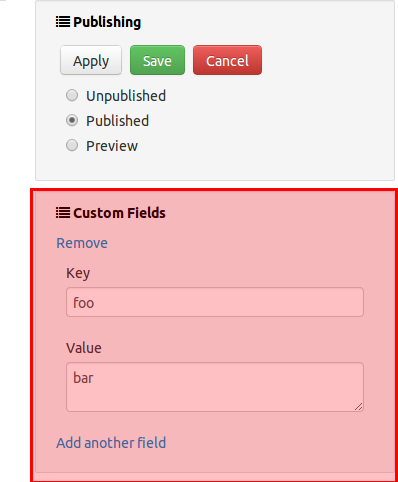 Publishing
Apply Save Cancel
Unpublished
Published
Preview
Custom Fields
Remove
Key
foo
Value
bar
Add another field